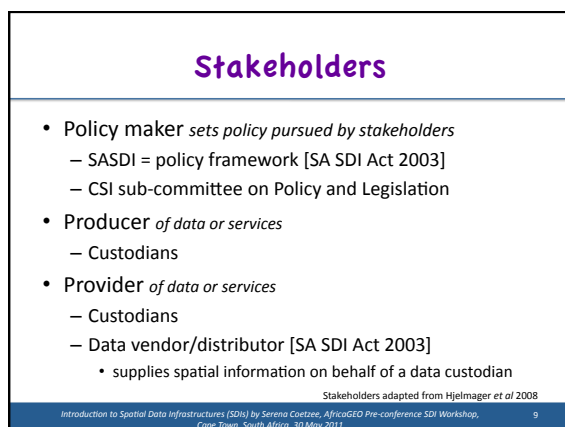 Stakeholders
• Policy maker sets policy pursued by stakeholders
– SASDI = policy framework [SA SDI Act 2003]
– CSI sub-committee on Policy and Legislation
• Producer of data or services
– Custodians
• Provider of data or services
– Custodians
– Data vendor/distributor [SA SDI Act 2003]
• supplies spatial information on behalf of a data custodian
Stakeholders adapted from Hjelmager et al 2008
Introduction to Spatial Data Infrastructures (SDIs) by Serena Coetzee, AfricaGEO Pre-conference SDI Workshop, 9
Cape Town, South Africa, 30 May 2011